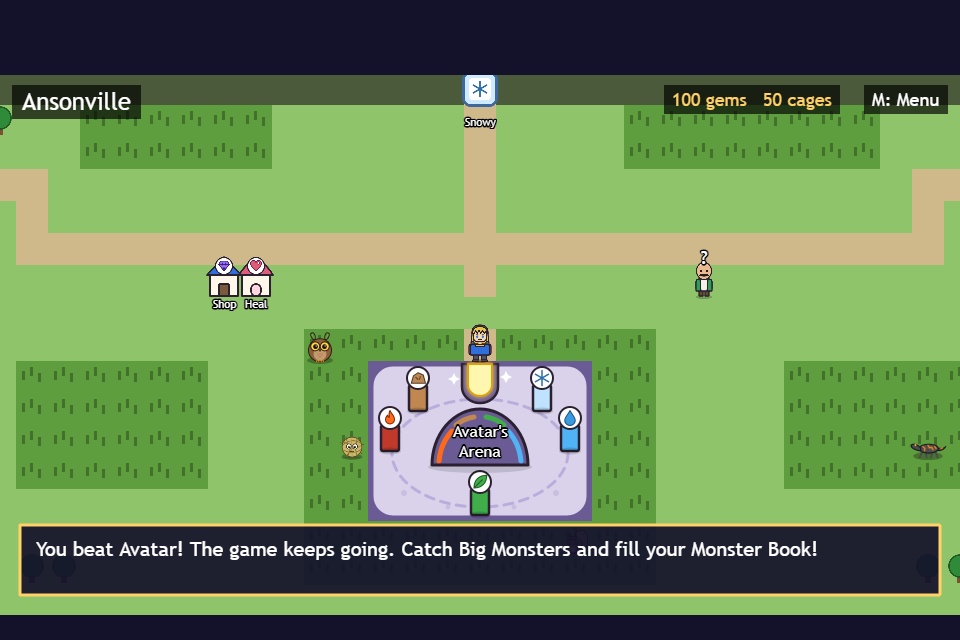 Ansonville
100 gems 50 cages
M: Menu
Snowy
?
Shop
Heal
Avatar's
Arena
You beat Avatar! The game keeps going. Catch Big Monsters and fill your Monster Book!